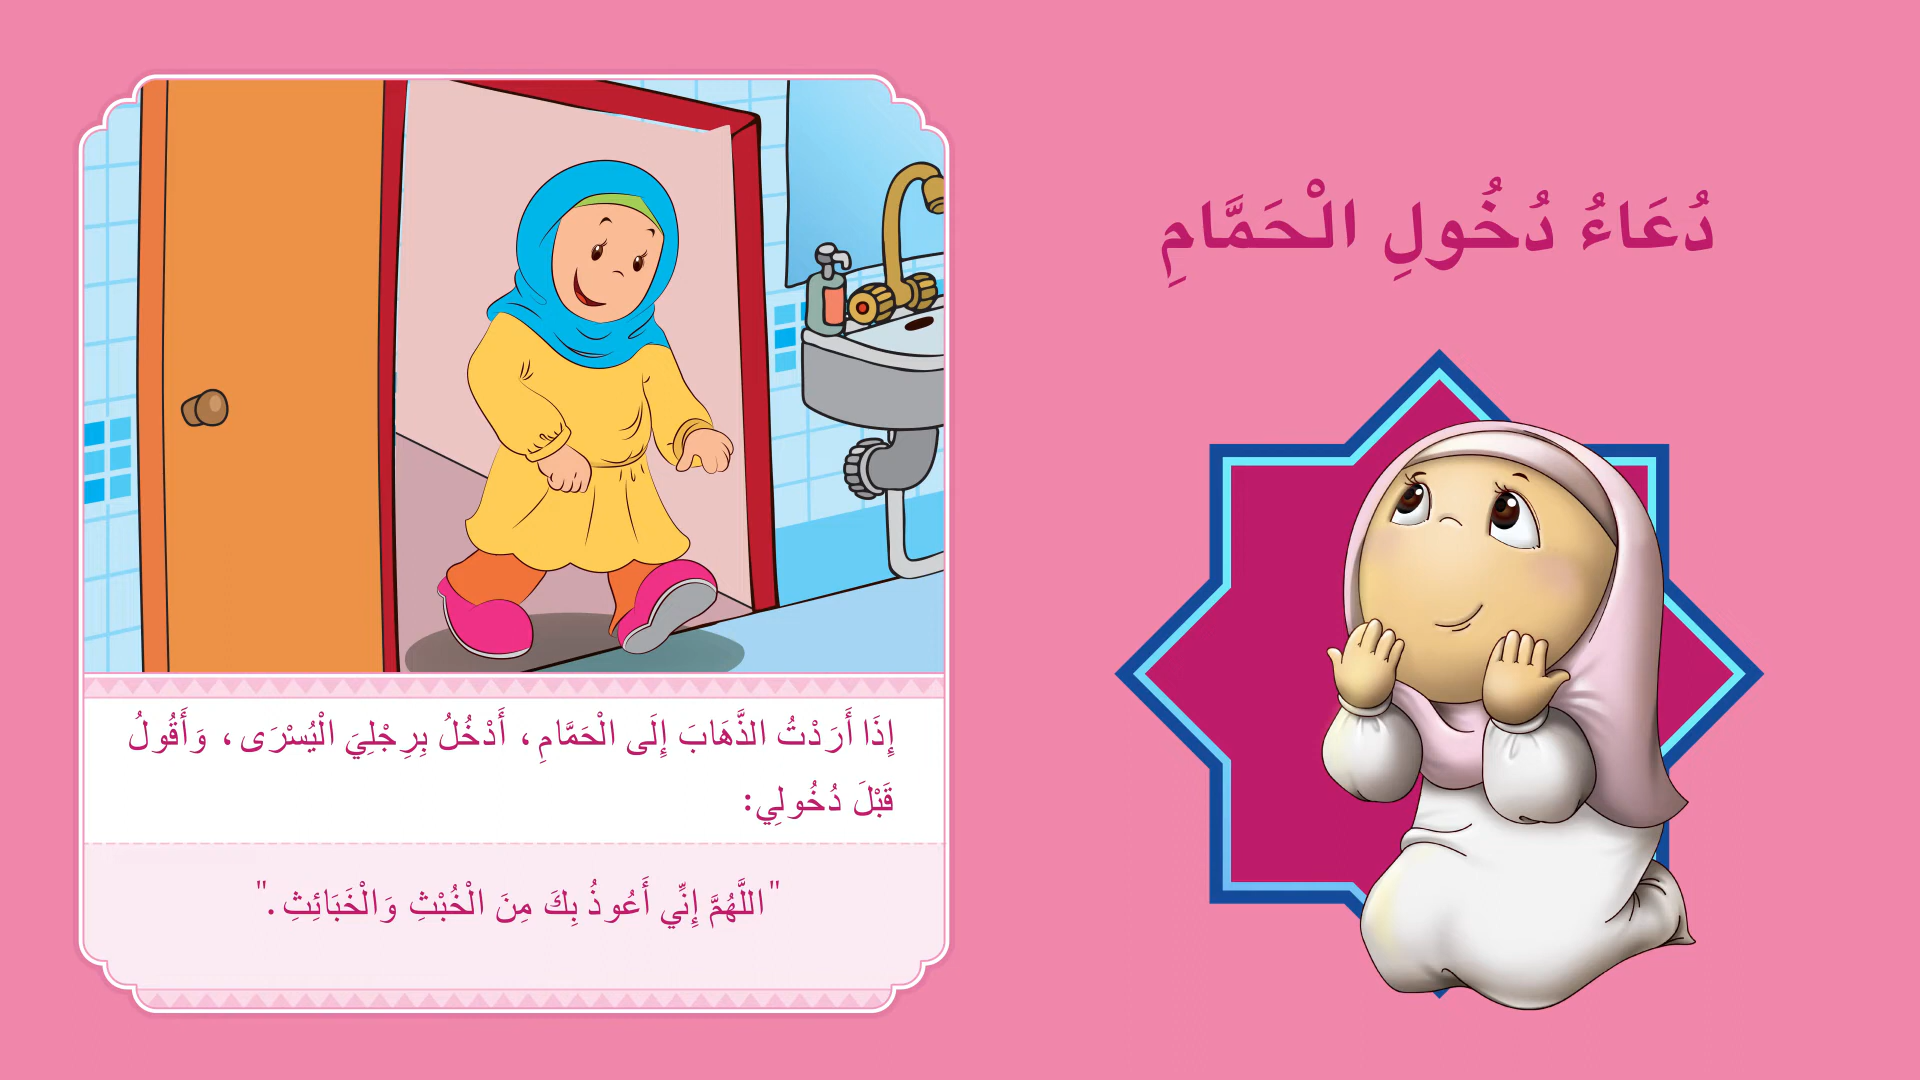 دُعَاءُ دُخُولِ الْحَمَّامِ
إِذَا أَرَدْتُ الذَّهَابَ إِلَى الْحَمَّامِ، أَدْخُلُ بِرِجْلِيَ الْيُسْرَى، وَأَقُولُ
قَبْلَ دُخُولِي:
"اللَّهُمَّ إِنِّي أَعُوذُ بِكَ مِنَ الْخُبْثِ وَالْخَبَائِثِ."